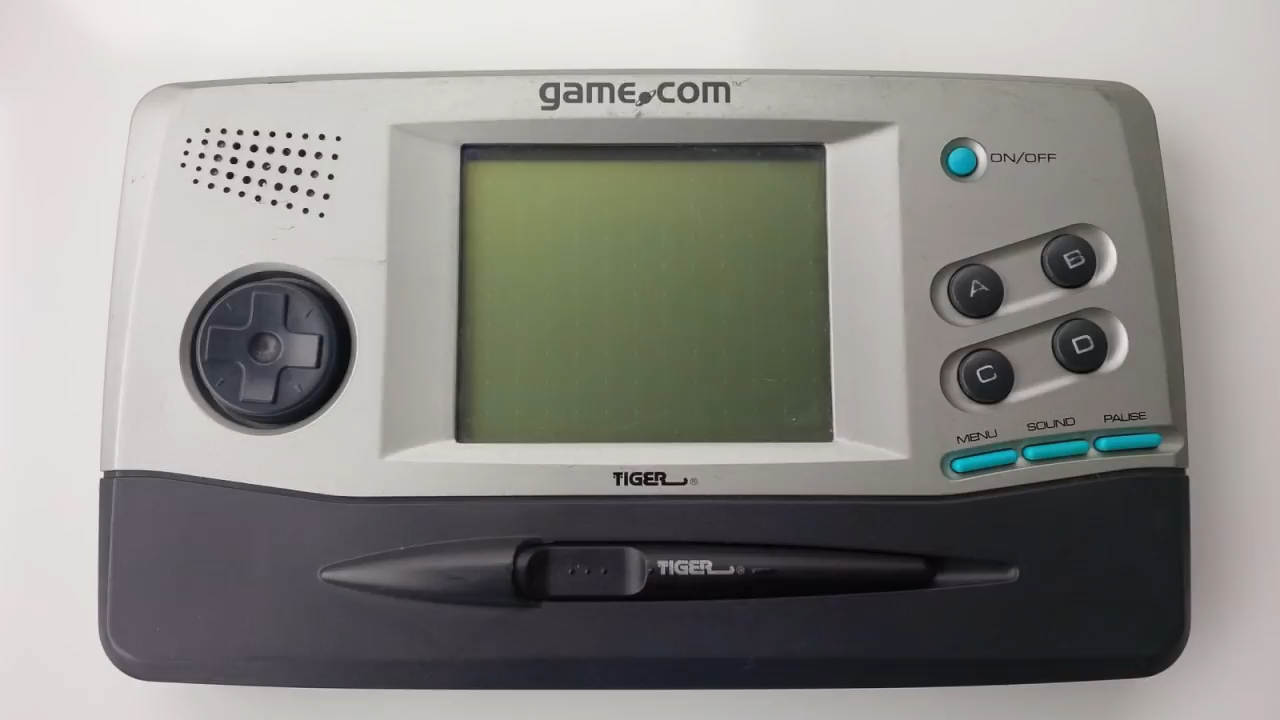 game.com™
ON/OFF
A
B
C
D
MENU
SOUND
PAUSE
TIGER®
TIGER®